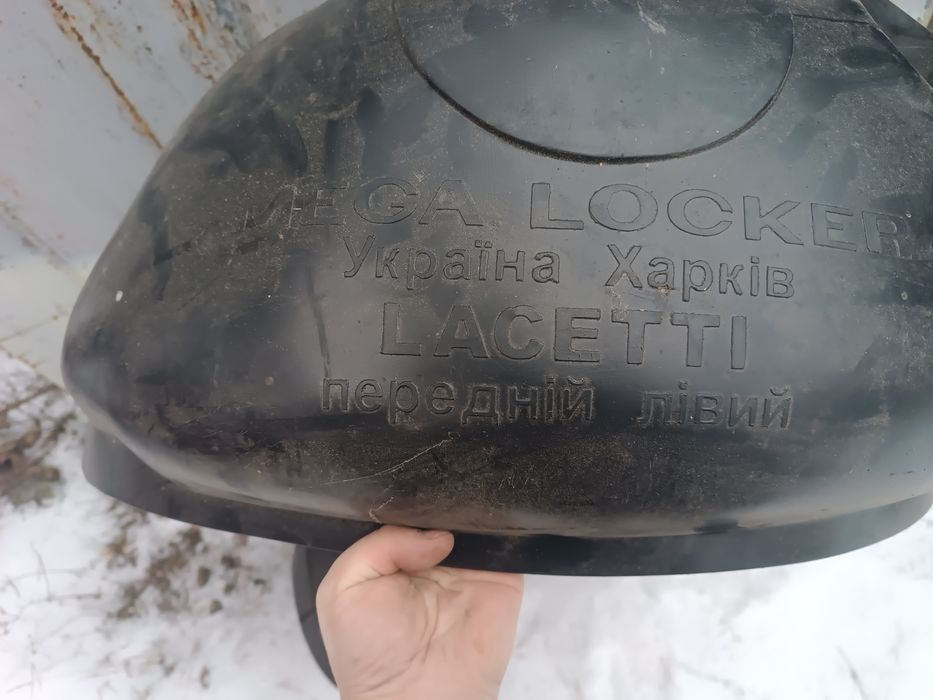 MEGA LOCKER
Україна Харків
LACETTI
передній лівий